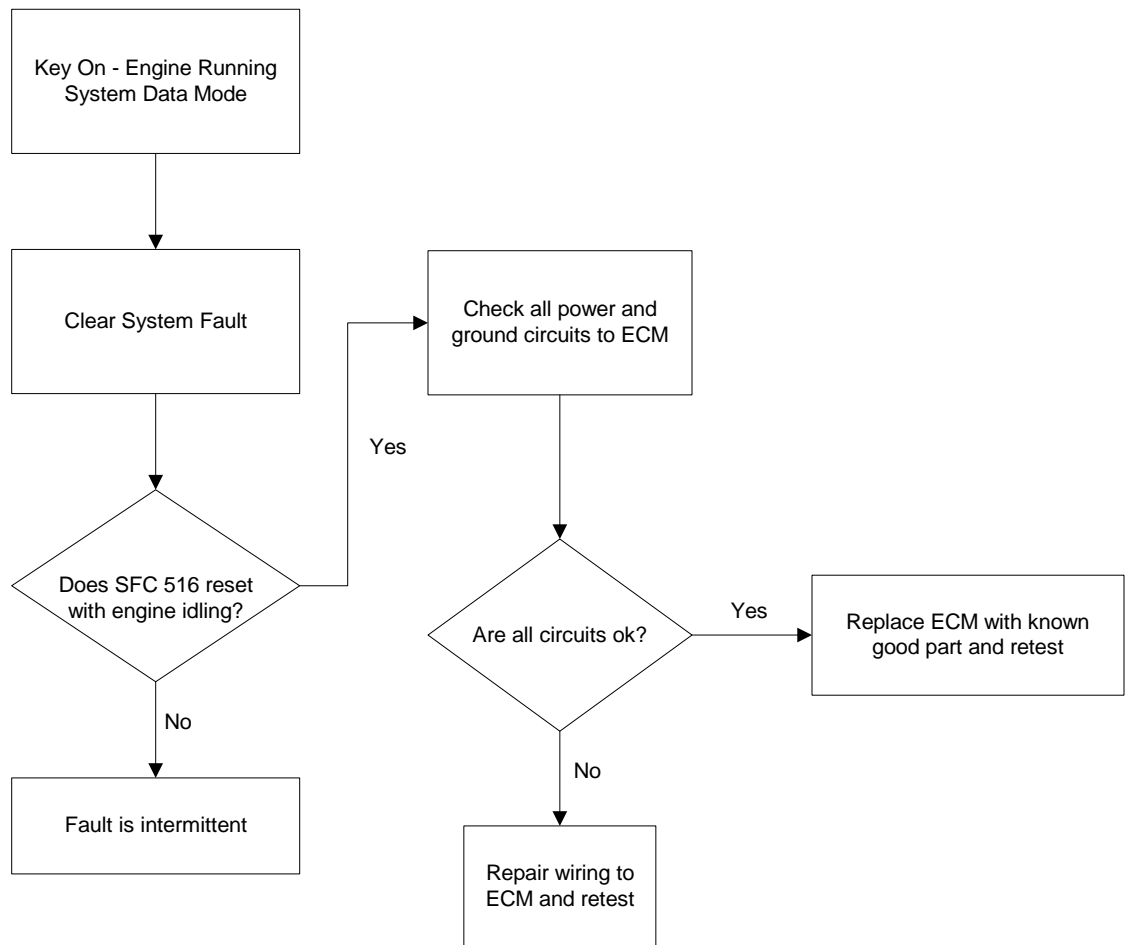 Key On - Engine Running
System Data Mode
Clear System Fault
Check all power and
ground circuits to ECM
Yes
Does SFC 516 reset
with engine idling?
Are all circuits ok?
Yes
Replace ECM with known
good part and retest
No
Fault is intermittent
No
Repair wiring to
ECM and retest